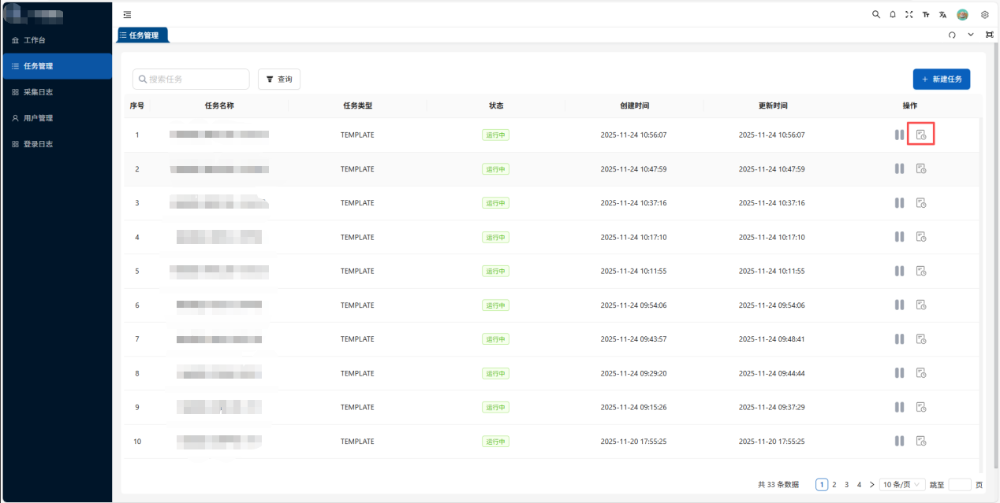 工作台
任务管理
任务管理
采集日志
用户管理
登录日志
搜索任务 查询 + 新建任务
序号 任务名称 任务类型 状态 创建时间 更新时间 操作
1 TEMPLATE 运行中 2025-11-24 10:56:07 2025-11-24 10:56:07
2 TEMPLATE 运行中 2025-11-24 10:47:59 2025-11-24 10:47:59
3 TEMPLATE 运行中 2025-11-24 10:37:16 2025-11-24 10:37:16
4 TEMPLATE 运行中 2025-11-24 10:17:10 2025-11-24 10:17:10
5 TEMPLATE 运行中 2025-11-24 10:11:55 2025-11-24 10:11:55
6 TEMPLATE 运行中 2025-11-24 09:54:06 2025-11-24 09:54:06
7 TEMPLATE 运行中 2025-11-24 09:43:57 2025-11-24 09:48:41
8 TEMPLATE 运行中 2025-11-24 09:29:20 2025-11-24 09:44:44
9 TEMPLATE 运行中 2025-11-24 09:15:26 2025-11-24 09:37:29
10 TEMPLATE 运行中 2025-11-20 17:55:25 2025-11-20 17:55:25
共 33 条数据 1 2 3 4 > 10 条/页 跳至 页